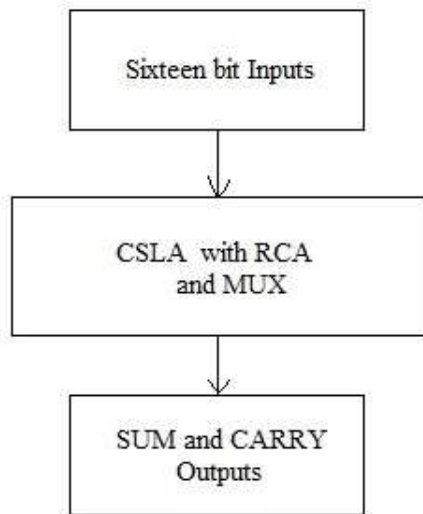 Sixteen bit Inputs
CSLA with RCA
and MUX
SUM and CARRY
Outputs